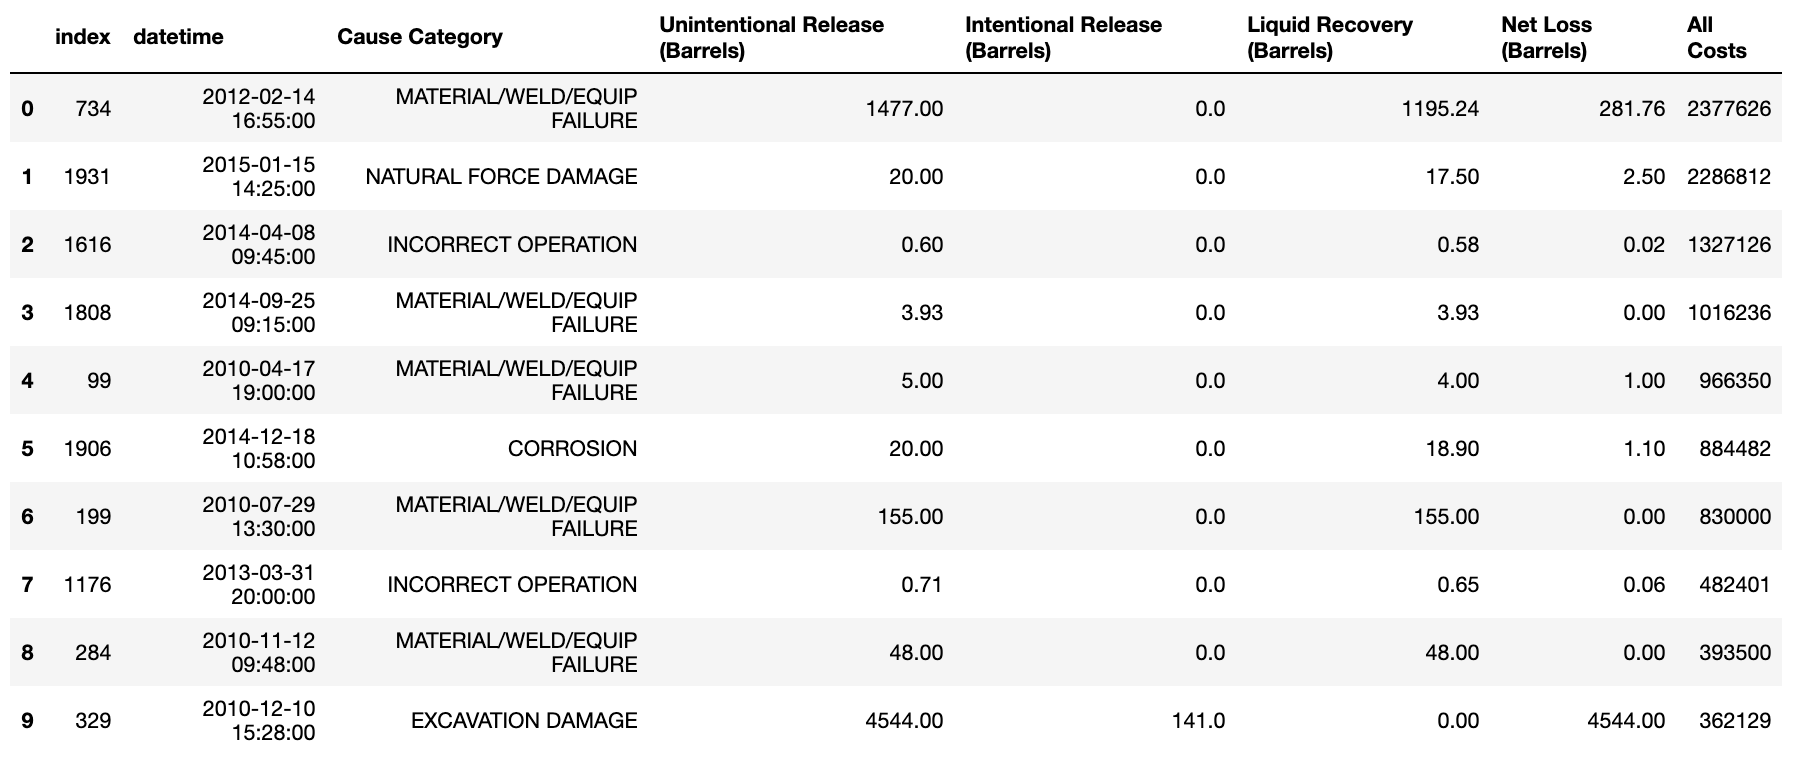 index datetime Cause Category Unintentional Release (Barrels) Intentional Release (Barrels) Liquid Recovery (Barrels) Net Loss (Barrels) All Costs
0 734 2012-02-14 16:55:00 MATERIAL/WELD/EQUIP FAILURE 1477.00 0.0 1195.24 281.76 2377626
1 1931 2015-01-15 14:25:00 NATURAL FORCE DAMAGE 20.00 0.0 17.50 2.50 2286812
2 1616 2014-04-08 09:45:00 INCORRECT OPERATION 0.60 0.0 0.58 0.02 1327126
3 1808 2014-09-25 09:15:00 MATERIAL/WELD/EQUIP FAILURE 3.93 0.0 3.93 0.00 1016236
4 99 2010-04-17 19:00:00 MATERIAL/WELD/EQUIP FAILURE 5.00 0.0 4.00 1.00 966350
5 1906 2014-12-18 10:58:00 CORROSION 20.00 0.0 18.90 1.10 884482
6 199 2010-07-29 13:30:00 MATERIAL/WELD/EQUIP FAILURE 155.00 0.0 155.00 0.00 830000
7 1176 2013-03-31 20:00:00 INCORRECT OPERATION 0.71 0.0 0.65 0.06 482401
8 284 2010-11-12 09:48:00 MATERIAL/WELD/EQUIP FAILURE 48.00 0.0 48.00 0.00 393500
9 329 2010-12-10 15:28:00 EXCAVATION DAMAGE 4544.00 141.0 0.00 4544.00 362129